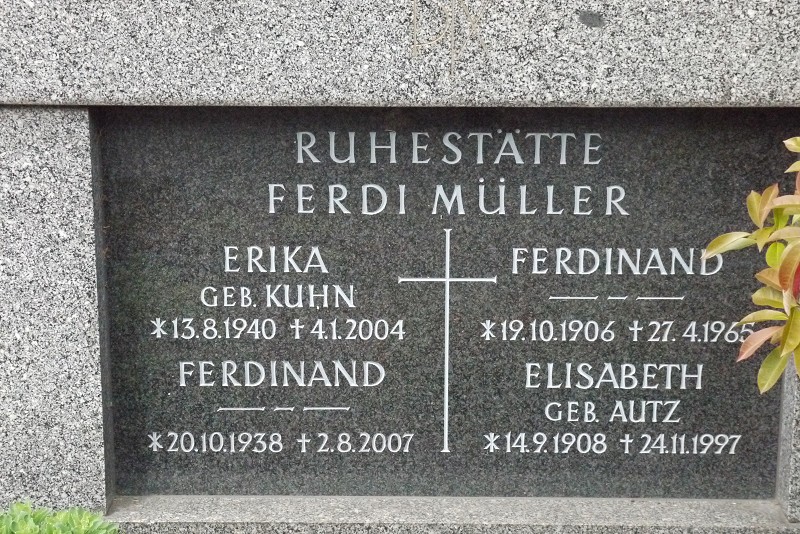 RUHESTÄTTE
FERDI MÜLLER
ERIKA
GEB. KUHN
*13.8.1940 †4.1.2004
FERDINAND
*20.10.1938 †2.8.2007
FERDINAND
*19.10.1906 †27.4.1965
ELISABETH
GEB. AUTZ
*14.9.1908 †24.11.1997